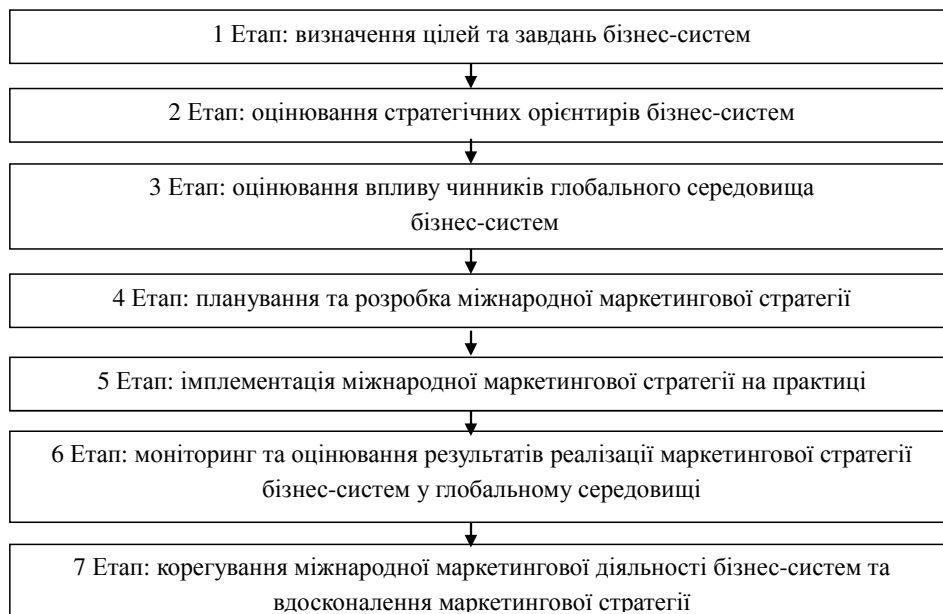 1 Етап: визначення цілей та завдань бізнес-систем
2 Етап: оцінювання стратегічних орієнтирів бізнес-систем
3 Етап: оцінювання впливу чинників глобального середовища
бізнес-систем
4 Етап: планування та розробка міжнародної маркетингової стратегії
5 Етап: імплементація міжнародної маркетингової стратегії на практиці
6 Етап: моніторинг та оцінювання результатів реалізації маркетингової стратегії
бізнес-систем у глобальному середовищі
7 Етап: корегування міжнародної маркетингової діяльності бізнес-систем та
вдосконалення маркетингової стратегії